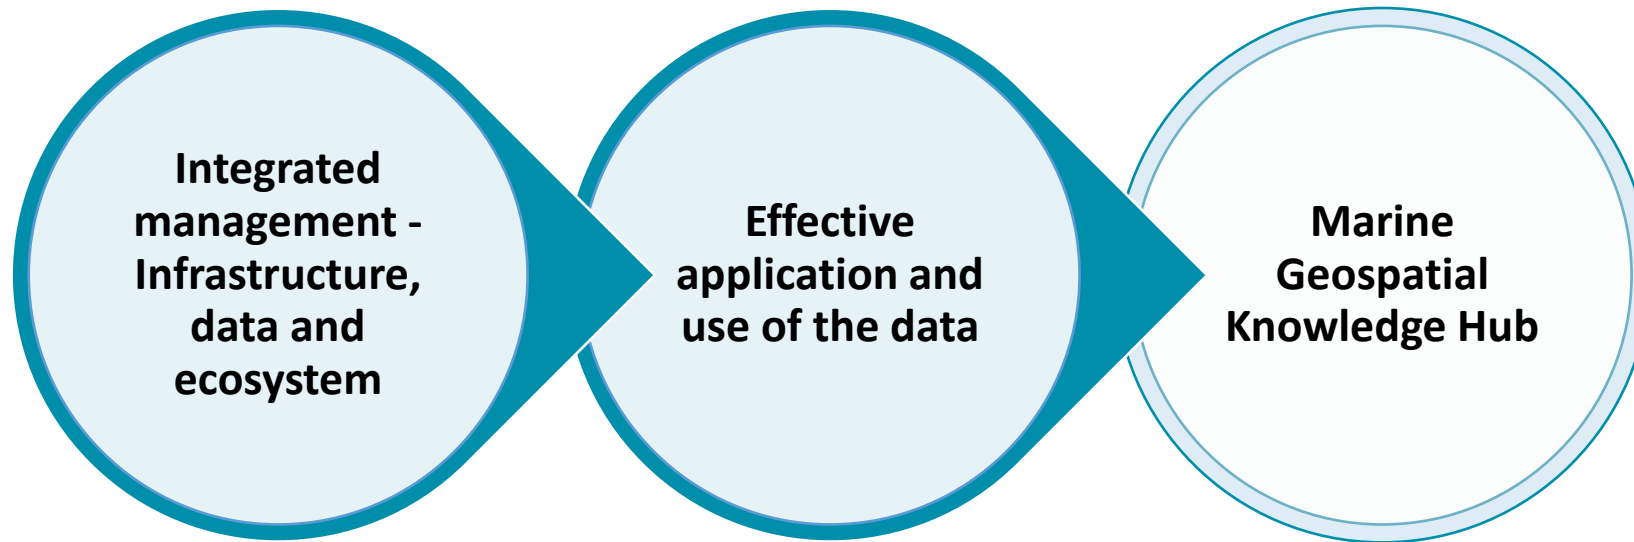 Integrated
management -
Infrastructure,
data and
ecosystem
Effective
application and
use of the data
Marine
Geospatial
Knowledge Hub